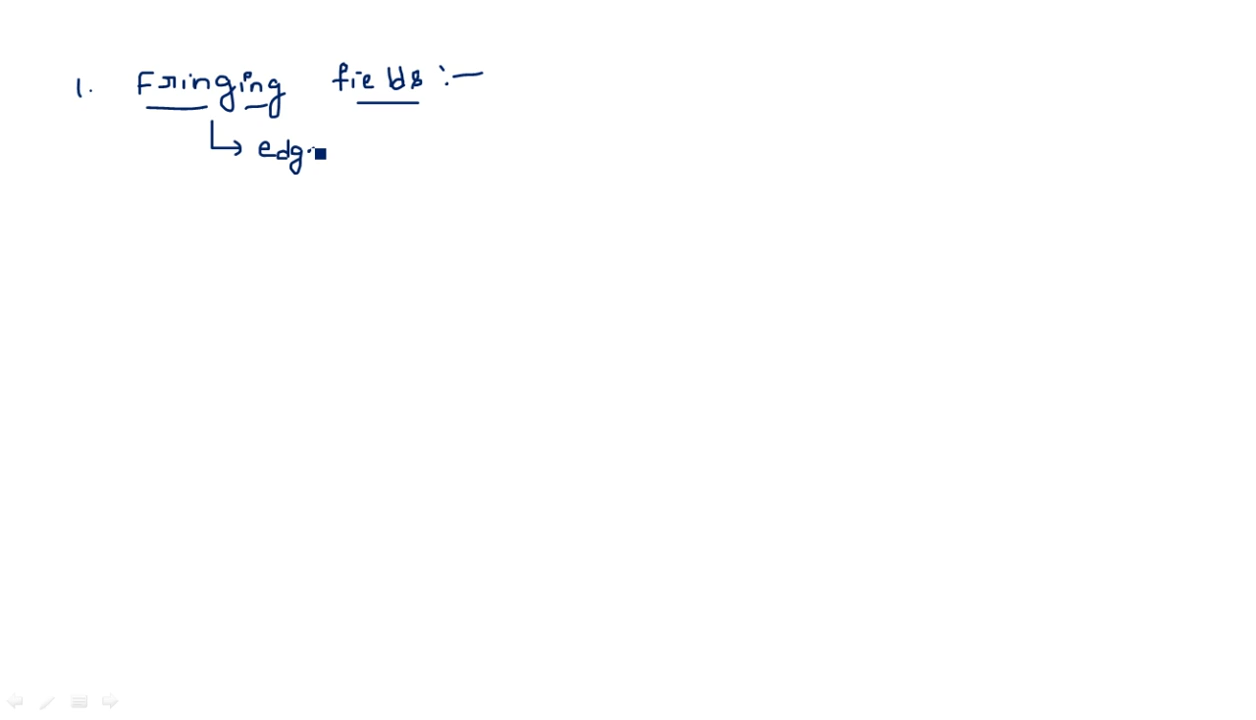 1. Fringing fields :-
↳ edg